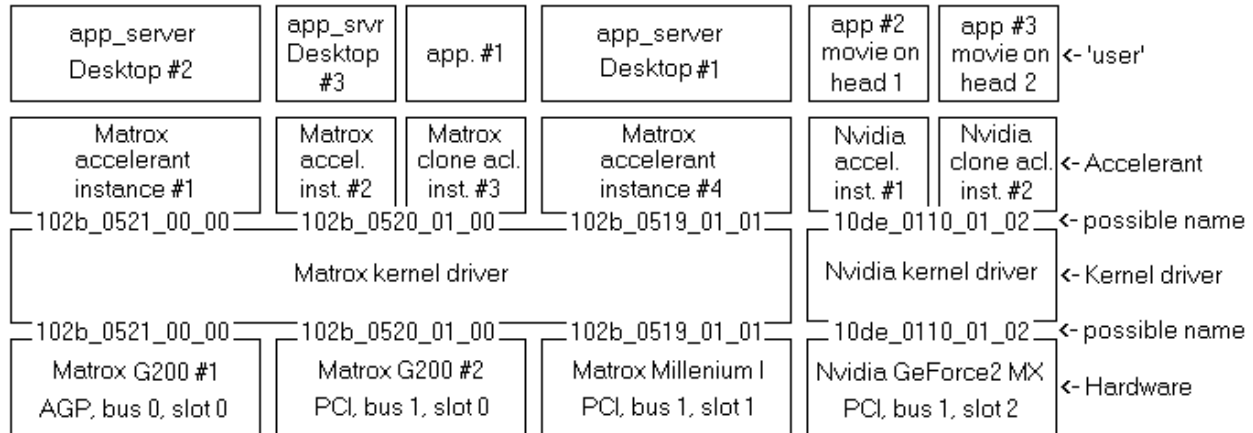 app_server
Desktop #2
app_srvr
Desktop
#3
app. #1
app_server
Desktop #1
app #2
movie on
head 1
app #3
movie on
head 2
<- 'user'
Matrox
accelerant
instance #1
Matrox
accel.
inst. #2
Matrox
clone acl.
inst. #3
Matrox
accelerant
instance #4
Nvidia
accel.
inst. #1
Nvidia
clone acl.
inst. #2
<- Accelerant
102b_0521_00_00
102b_0520_01_00
102b_0519_01_01
10de_0110_01_02
<- possible name
Matrox kernel driver
Nvidia kernel driver
<- Kernel driver
102b_0521_00_00
102b_0520_01_00
102b_0519_01_01
10de_0110_01_02
<- possible name
Matrox G200 #1
AGP, bus 0, slot 0
Matrox G200 #2
PCI, bus 1, slot 0
Matrox Millenium I
PCI, bus 1, slot 1
Nvidia GeForce2 MX
PCI, bus 1, slot 2
<- Hardware